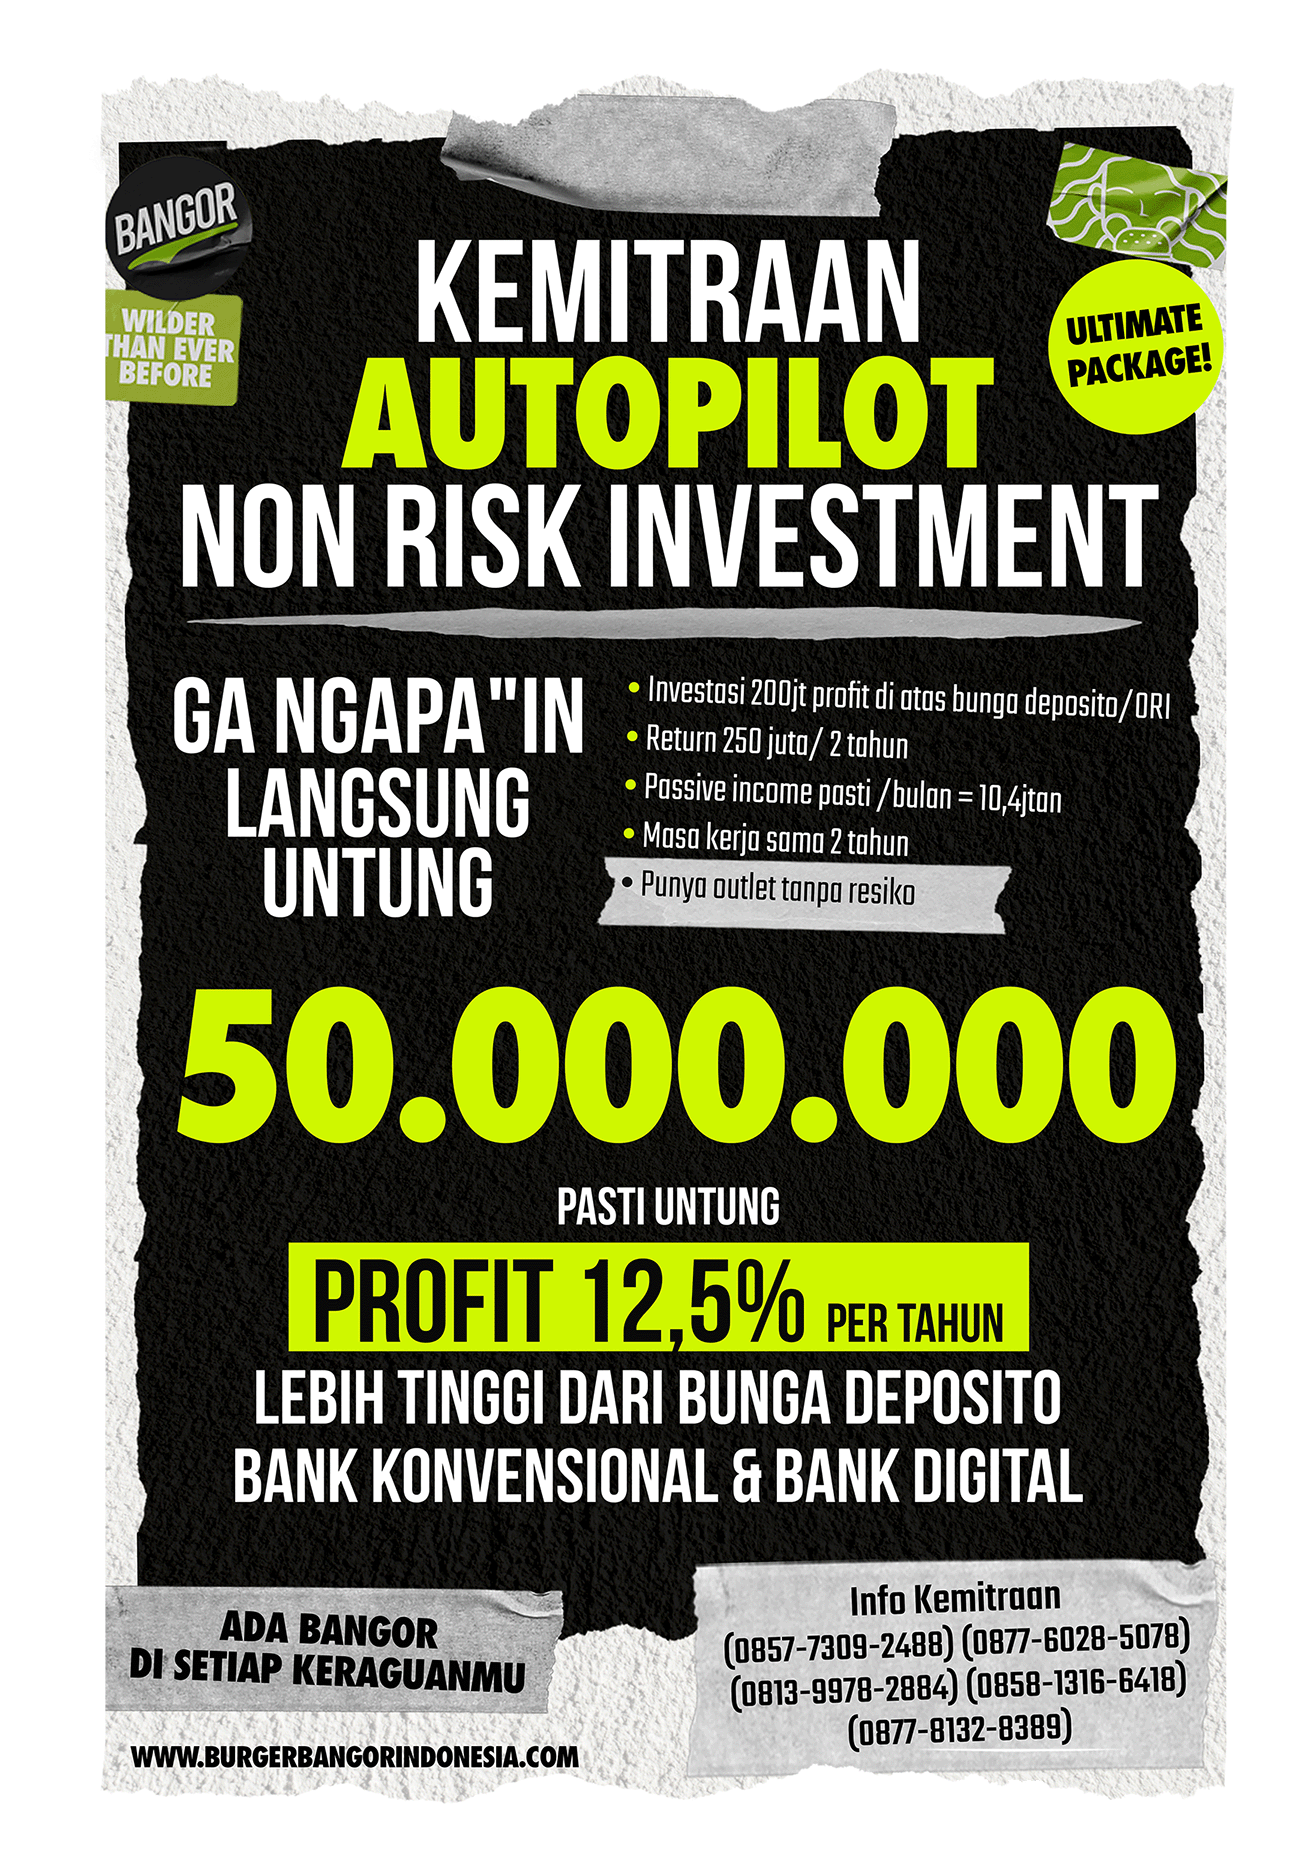 BANGOR
WILDER
THAN EVER
BEFORE
ULTIMATE
PACKAGE!
KEMITRAAN
AUTOPILOT
NON RISK INVESTMENT
GA NGAPA"IN
LANGSUNG
UNTUNG
• Investasi 200jt profit di atas bunga deposito/ORI
• Return 250 juta/ 2 tahun
• Passive income pasti /bulan = 10,4jtan
• Masa kerja sama 2 tahun
• Punya outlet tanpa resiko
50.000.000
PASTI UNTUNG
PROFIT 12,5% PER TAHUN
LEBIH TINGGI DARI BUNGA DEPOSITO
BANK KONVENSIONAL & BANK DIGITAL
ADA BANGOR
DI SETIAP KERAGUANMU
WWW.BURGERBANGORINDONESIA.COM
Info Kemitraan
(0857-7309-2488) (0877-6028-5078)
(0813-9978-2884) (0858-1316-6418)
(0877-8132-8389)